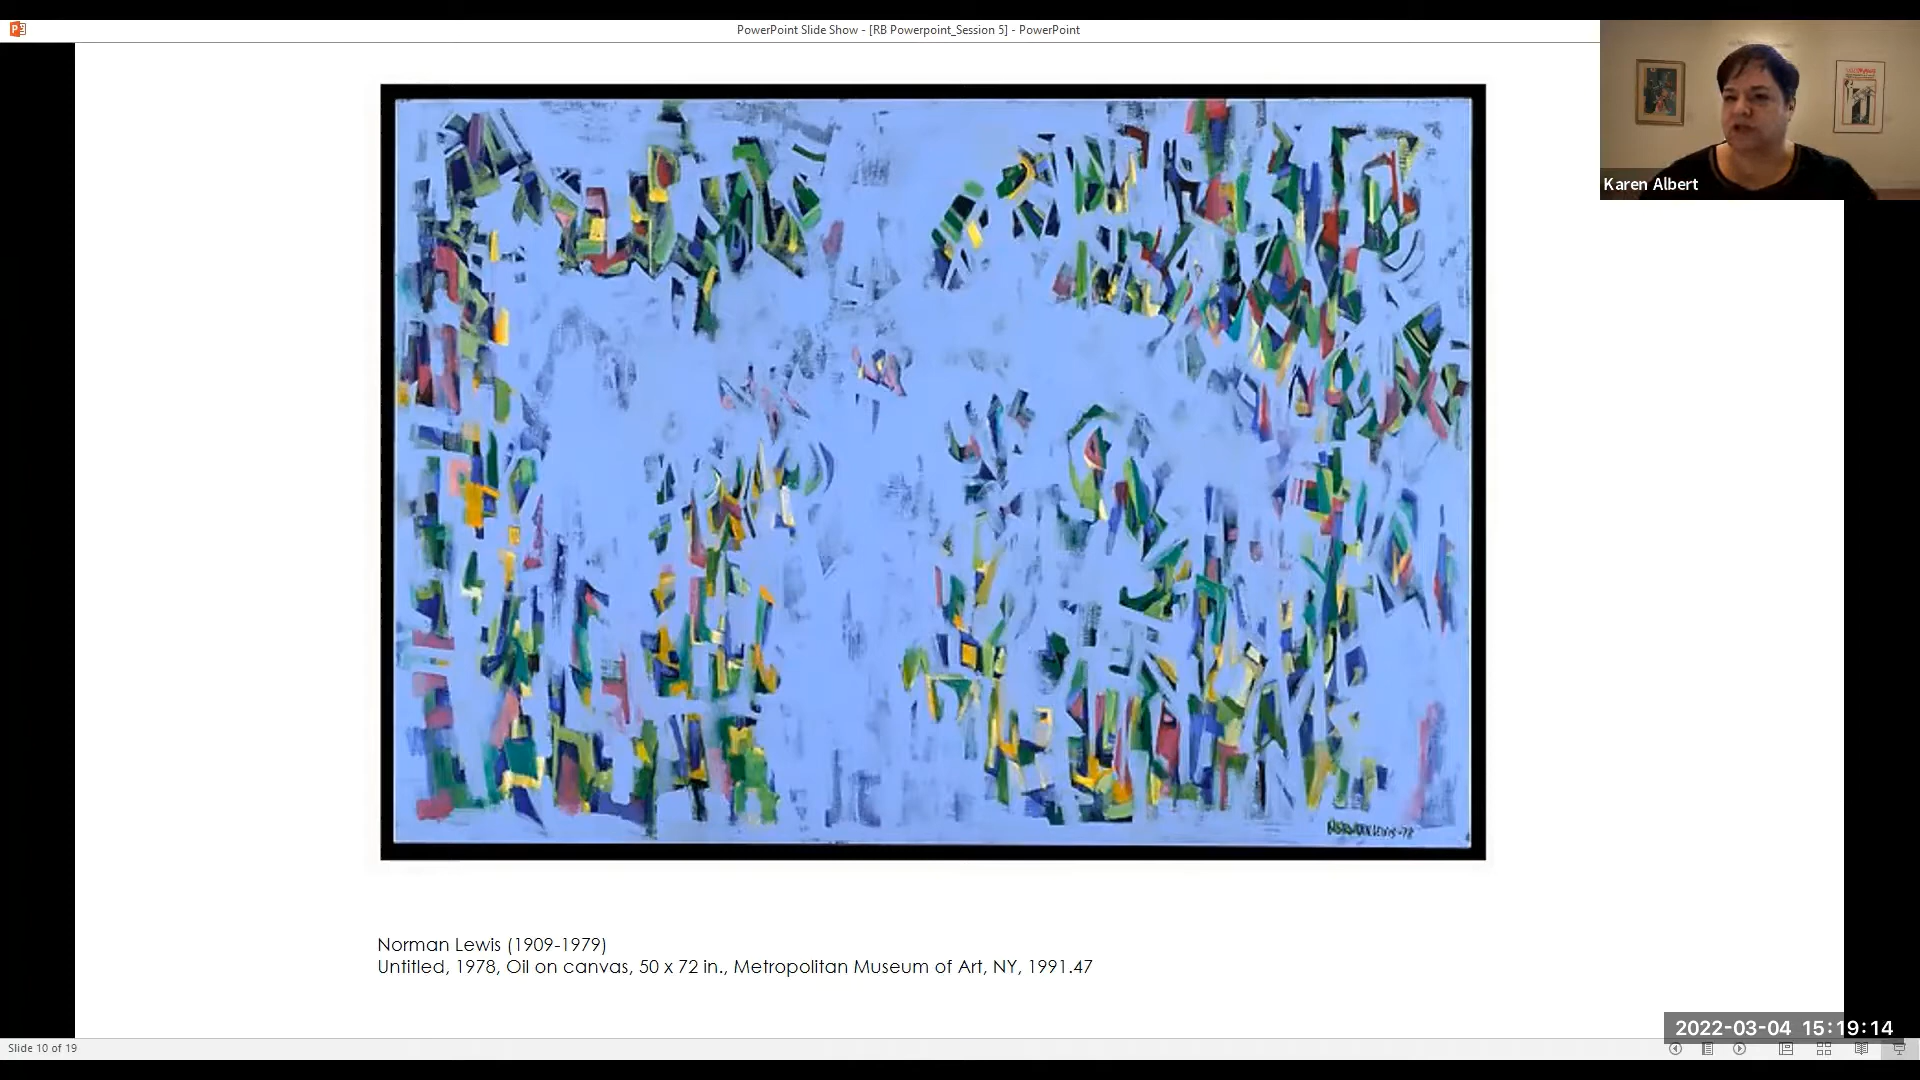 PowerPoint Slide Show - [RB Powerpoint_Session 5] - PowerPoint
Karen Albert
Norman Lewis (1909-1979)
Untitled, 1978, Oil on canvas, 50 x 72 in., Metropolitan Museum of Art, NY, 1991.47
2022-03-04 15:19:14
Slide 10 of 19